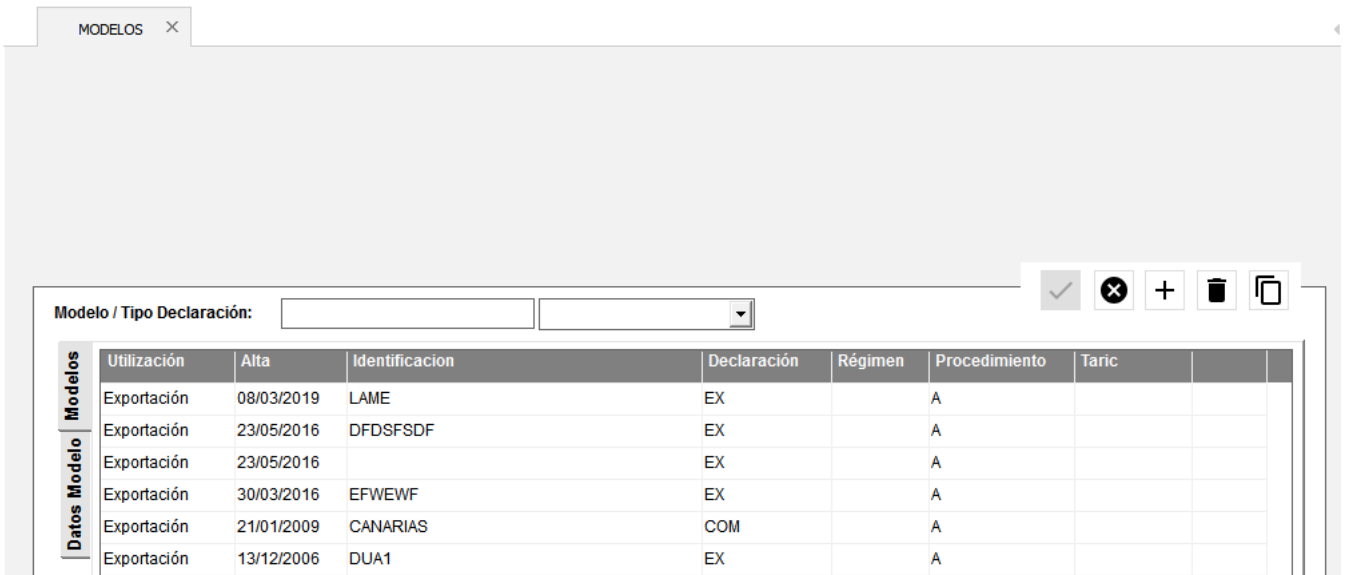 MODELOS
Modelo / Tipo Declaración:
Modelos
Datos Modelo
Utilización Alta Identificacion Declaración Régimen Procedimiento Taric
Exportación 08/03/2019 LAME EX A
Exportación 23/05/2016 DFDSFSDF EX A
Exportación 23/05/2016 EX A
Exportación 30/03/2016 EFWEWF EX A
Exportación 21/01/2009 CANARIAS COM A
Exportación 13/12/2006 DUA1 EX A